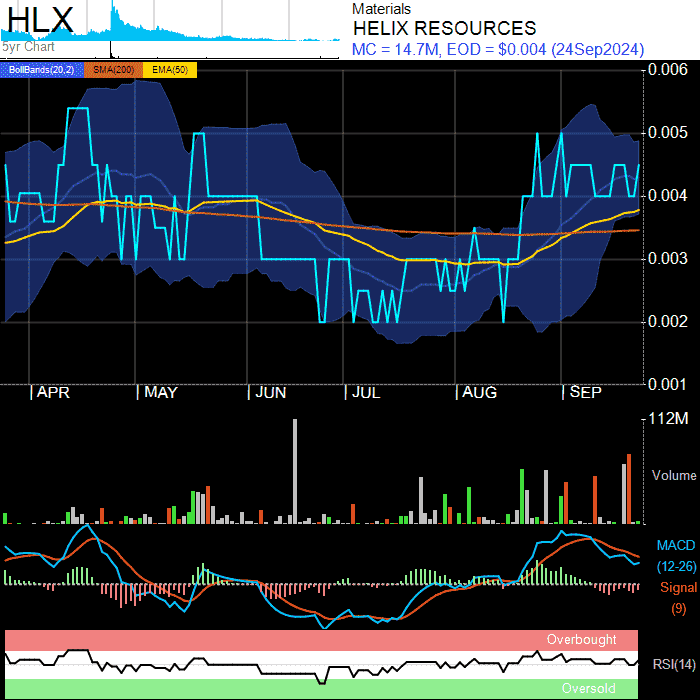 HLX
5yr Chart
Materials
HELIX RESOURCES
MC = 14.7M, EOD = $0.004 (24Sep2024)
BollBands(20,2) SMA(200) EMA(50)
0.006
0.005
0.004
0.003
0.002
0.001
APR MAY JUN JUL AUG SEP
112M
Volume
MACD
(12-26)
Signal
(9)
Overbought
RSI(14)
Oversold